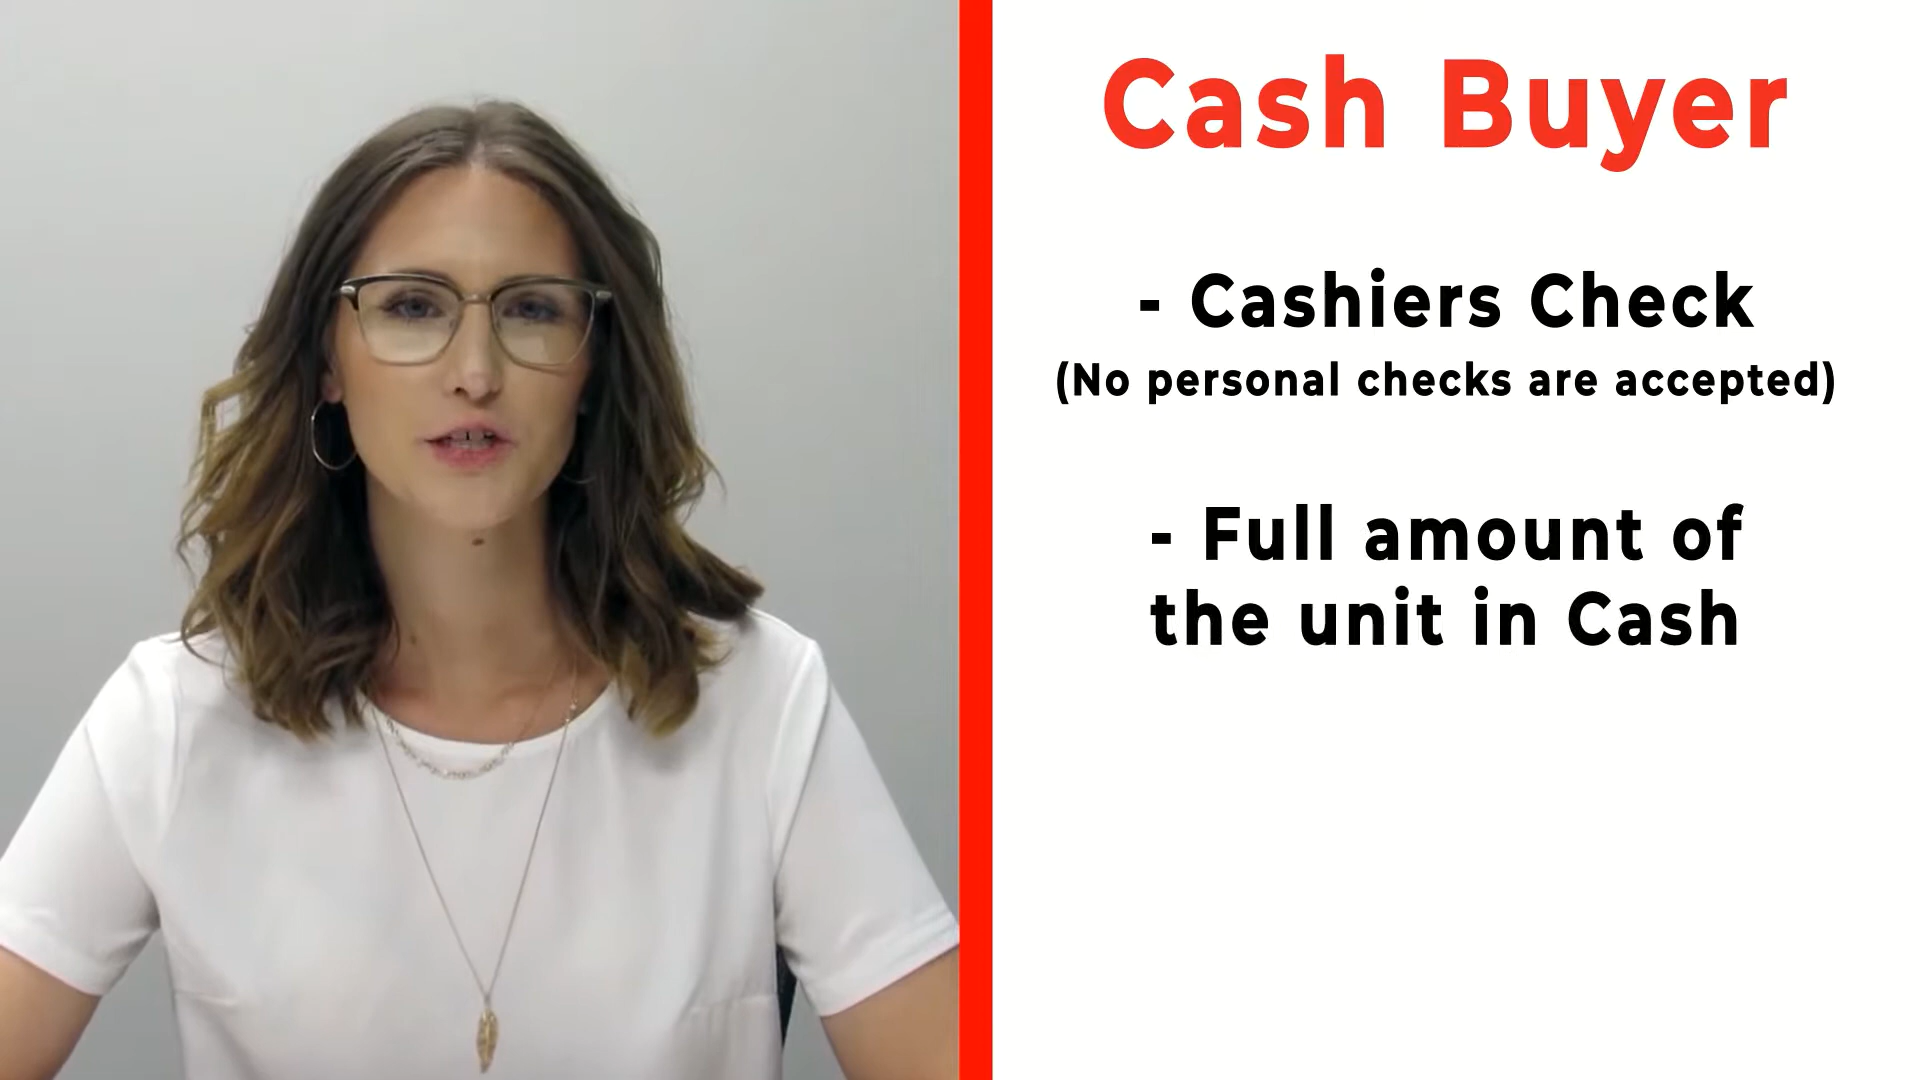 Cash Buyer
- Cashiers Check
(No personal checks are accepted)
- Full amount of
the unit in Cash